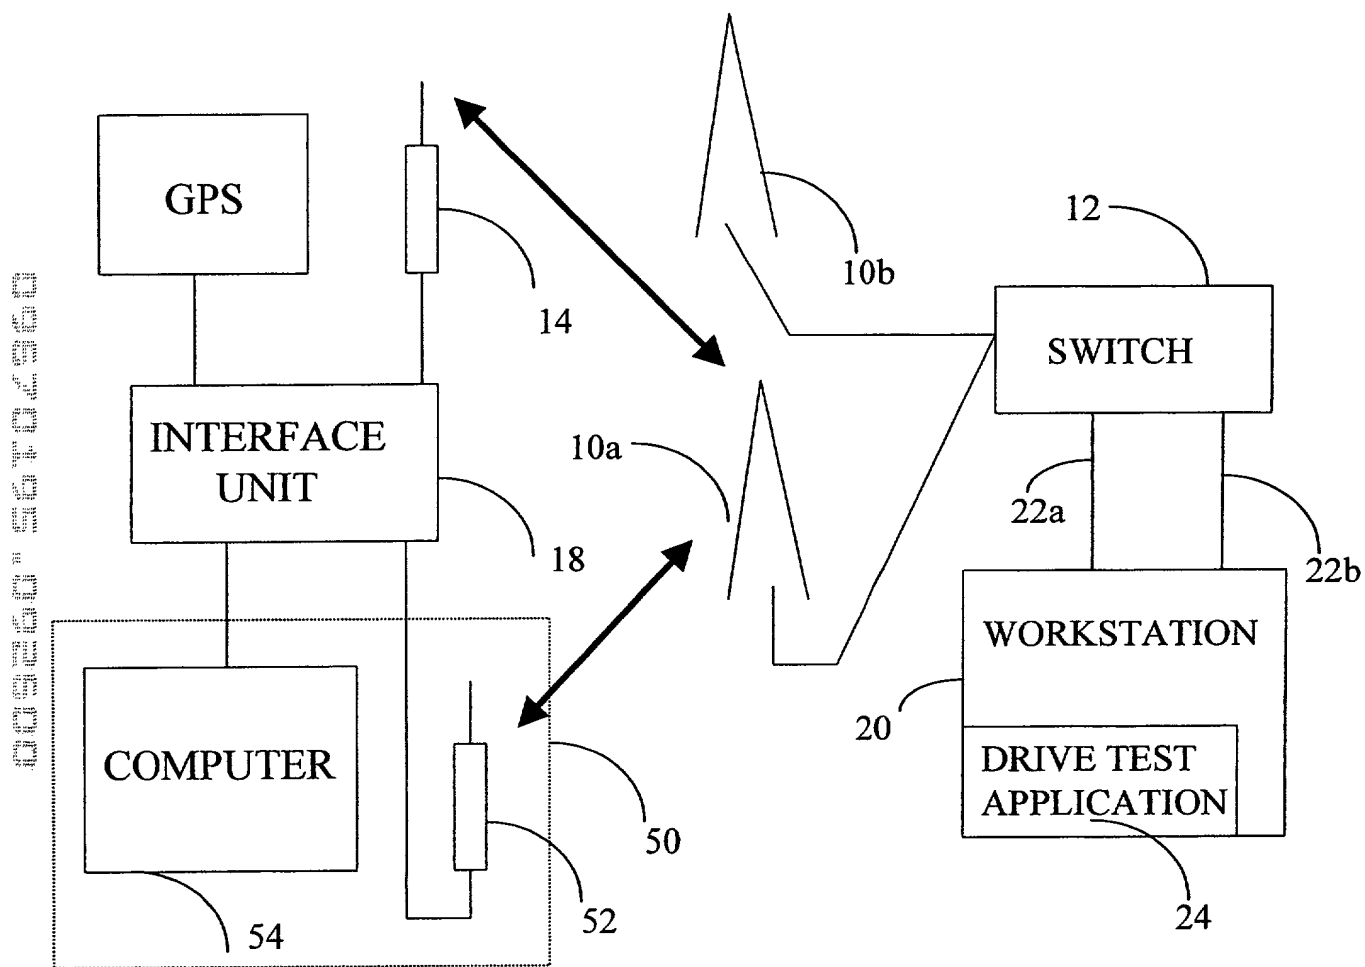 GPS
14
10b
12
SWITCH
INTERFACE
UNIT
18
10a
22a
22b
WORKSTATION
20
DRIVE TEST
APPLICATION
24
COMPUTER
50
52
54